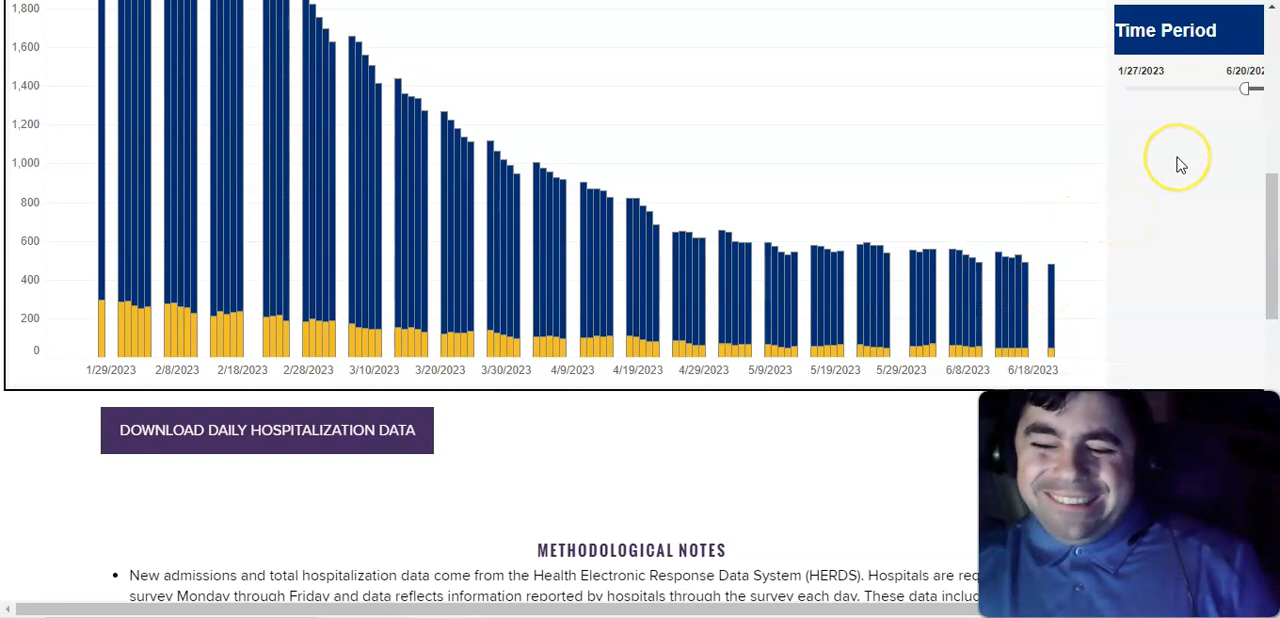 1,800
1,600
1,400
1,200
1,000
800
600
400
200
0
1/29/2023 2/8/2023 2/18/2023 2/28/2023 3/10/2023 3/20/2023 3/30/2023 4/9/2023 4/19/2023 4/29/2023 5/9/2023 5/19/2023 5/29/2023 6/8/2023 6/18/2023
Time Period
1/27/2023 6/20/202
DOWNLOAD DAILY HOSPITALIZATION DATA
METHODOLOGICAL NOTES
• New admissions and total hospitalization data come from the Health Electronic Response Data System (HERDS). Hospitals are req
survey Monday through Friday and data reflects information reported by hospitals through the survey each day. These data includ